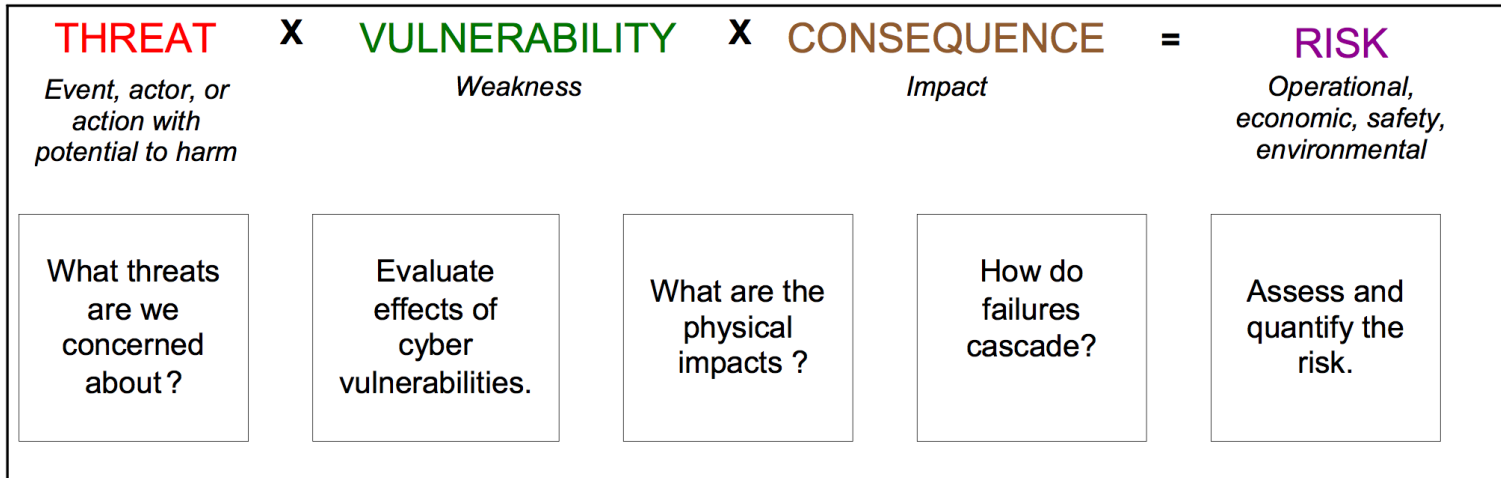 THREAT X VULNERABILITY X CONSEQUENCE = RISK
Event, actor, or
action with
potential to harm
Weakness
Impact
Operational,
economic, safety,
environmental
What threats
are we
concerned
about?
Evaluate
effects of
cyber
vulnerabilities.
What are the
physical
impacts ?
How do
failures
cascade?
Assess and
quantify the
risk.